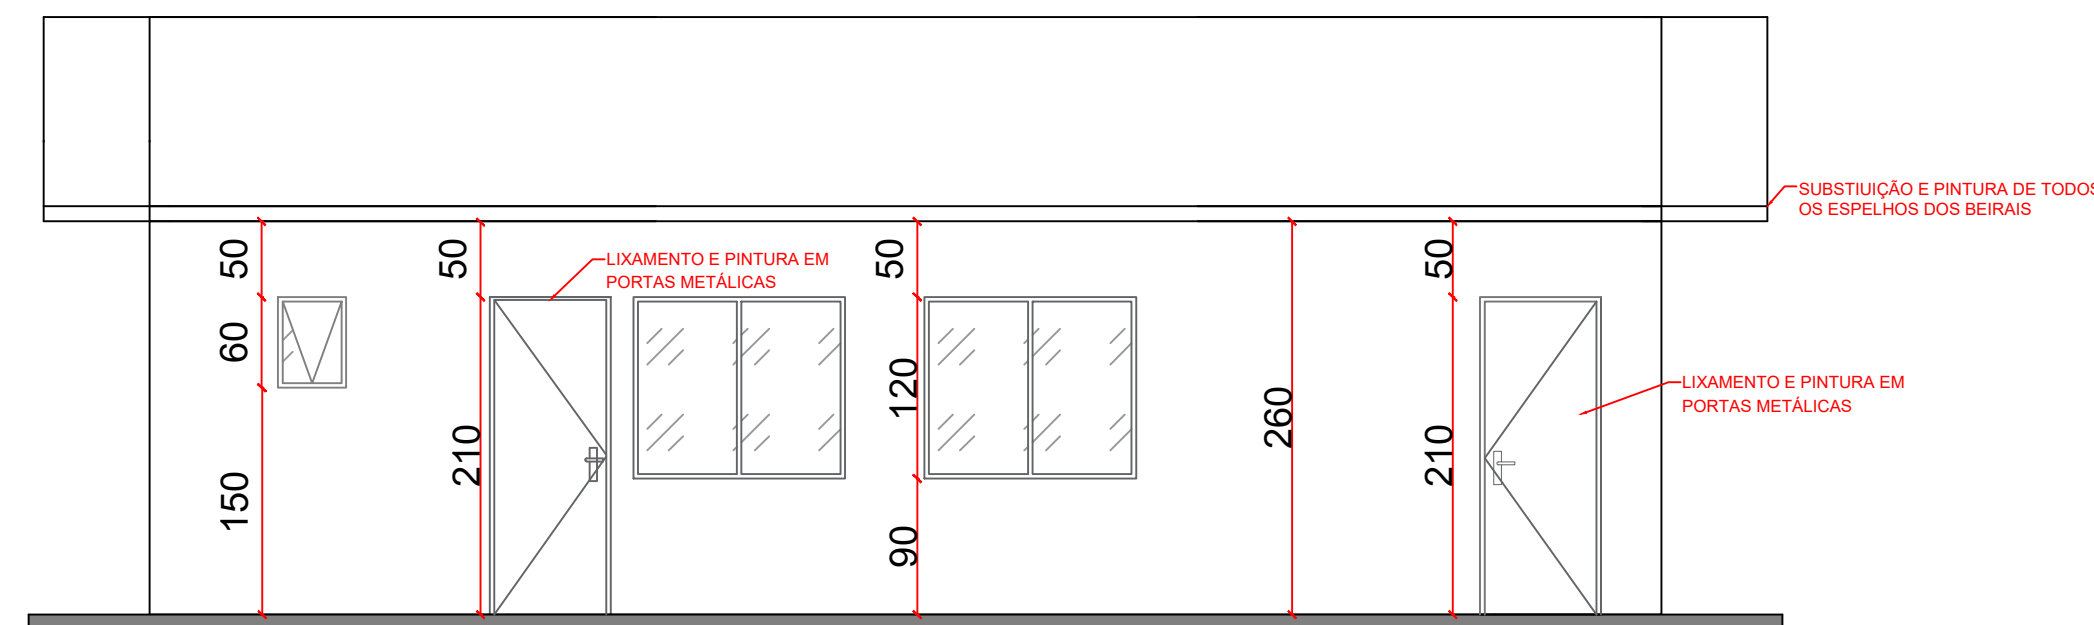 SUBSTIUIÇÃO E PINTURA DE TODOS
OS ESPELHOS DOS BEIRAIS
50
50
50
50
LIXAMENTO E PINTURA EM
PORTAS METÁLICAS
60
120
260
LIXAMENTO E PINTURA EM
PORTAS METÁLICAS
210
210
150
90